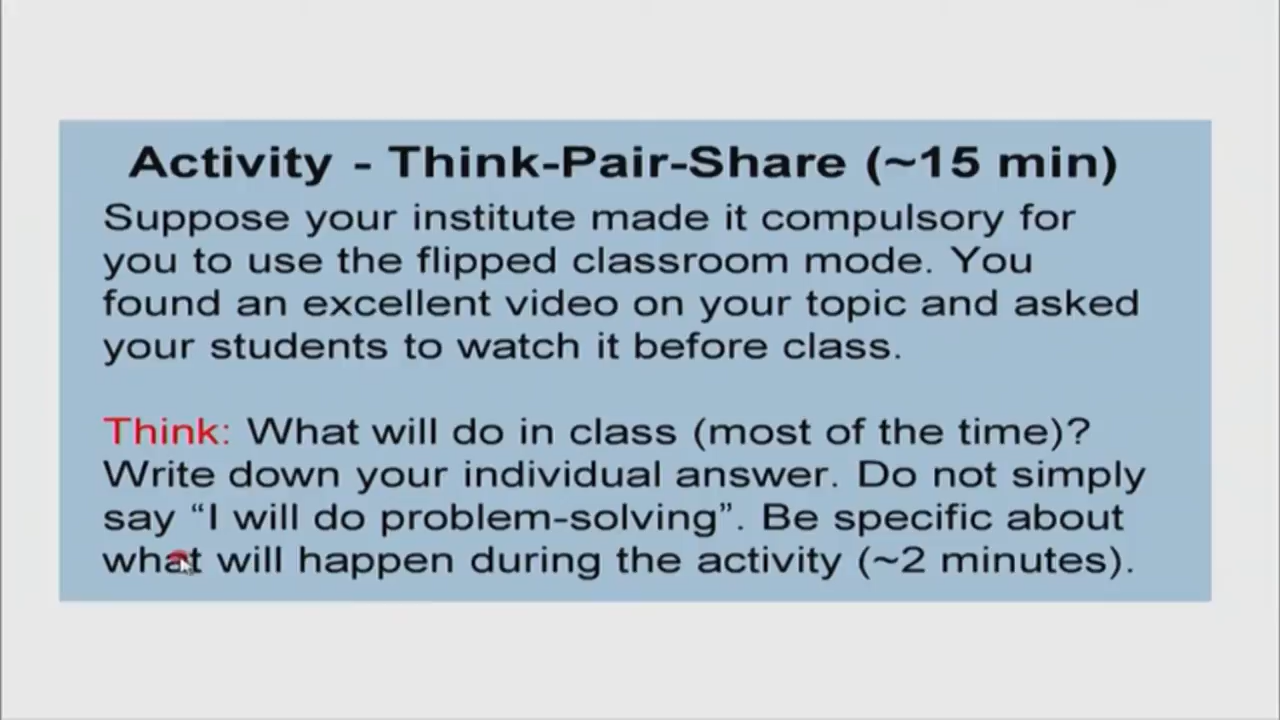 Activity - Think-Pair-Share (~15 min)
Suppose your institute made it compulsory for
you to use the flipped classroom mode. You
found an excellent video on your topic and asked
your students to watch it before class.
Think: What will do in class (most of the time)?
Write down your individual answer. Do not simply
say “I will do problem-solving”. Be specific about
what will happen during the activity (~2 minutes).